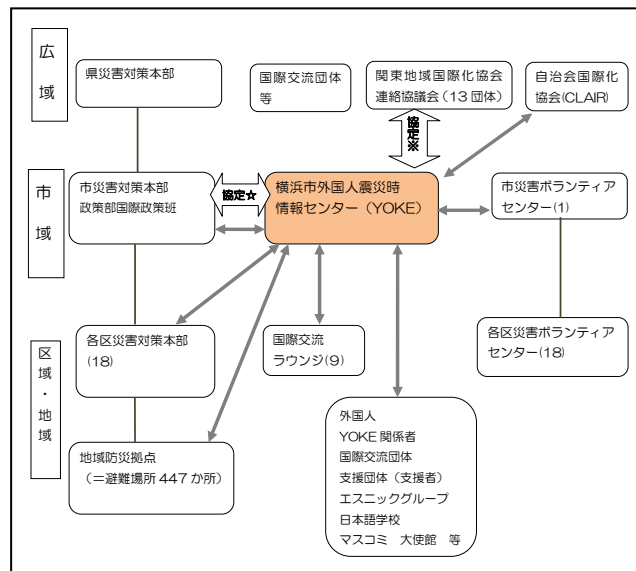 広域
県災害対策本部
国際交流団体
等
関東地域国際化協会
連絡協議会(13団体)
自治会国際化
協会(CLAIR)
協定※
市域
市災害対策本部
政策部国際政策班
協定☆
横浜市外国人震災時
情報センター(YOKE)
市災害ボランティア
センター(1)
区域・地域
各区災害対策本部
(18)
国際交流
ラウンジ(9)
各区災害ボランティア
センター(18)
地域防災拠点
(=避難場所447か所)
外国人
YOKE関係者
国際交流団体
支援団体(支援者)
エスニックグループ
日本語学校
マスコミ 大使館 等